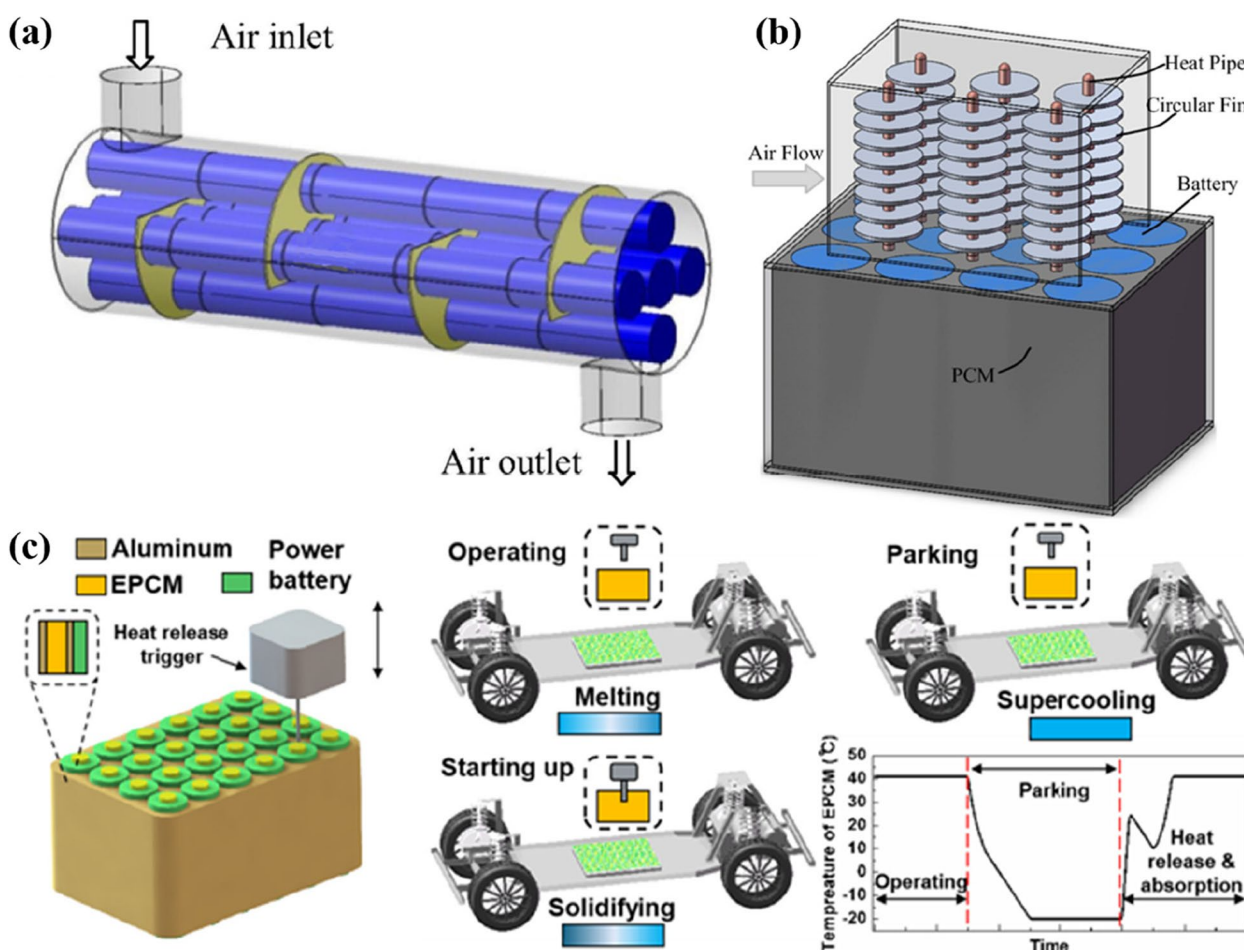 (a)
Air inlet
Air outlet
(b)
Heat Pipe
Circular Fin
Air Flow
Battery
PCM
(c)
Aluminum
Power
battery
EPCM
Heat release
trigger
Operating
Melting
Parking
Supercooling
Starting up
Solidifying
Tempreature of EPCM (°C)
50
40
30
20
10
0
-10
-20
Parking
Operating
Heat
release &
absorption
Time